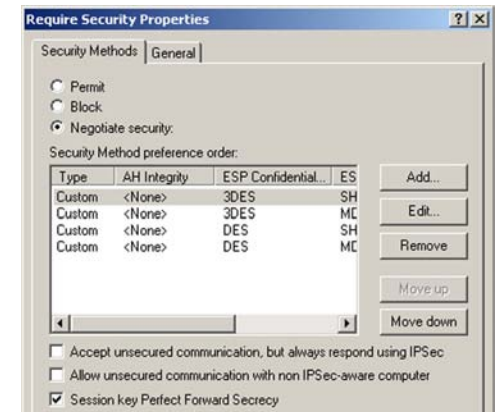 Require Security Properties
Security Methods General
Permit
Block
Negotiate security:
Security Method preference order:
Type AH Integrity ESP Confidential... ES
Custom <None> 3DES SH
Custom <None> 3DES MD
Custom <None> DES SH
Custom <None> DES MD
Add...
Edit...
Remove
Move up
Move down
Accept unsecured communication, but always respond using IPSec
Allow unsecured communication with non IPSec-aware computer
Session key Perfect Forward Secrecy